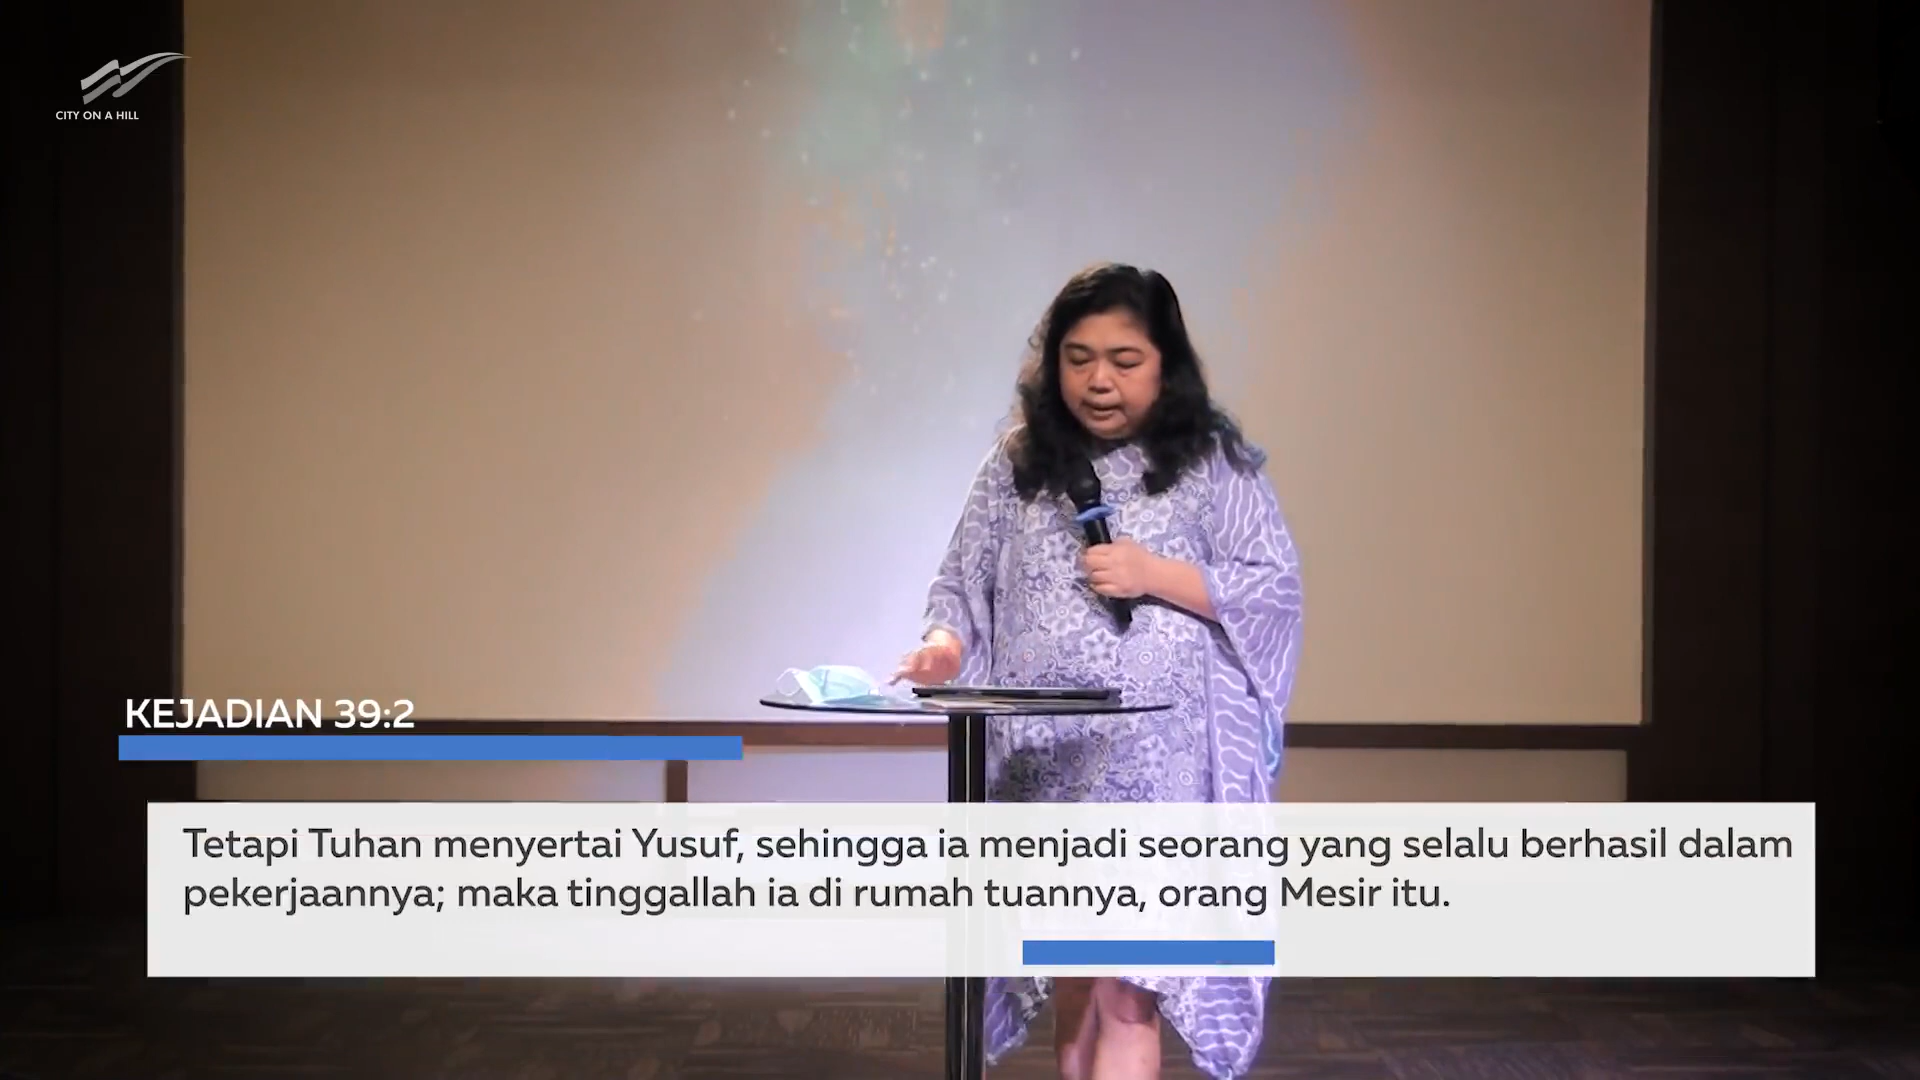 CITY ON A HILL
KEJADIAN 39:2
Tetapi Tuhan menyertai Yusuf, sehingga ia menjadi seorang yang selalu berhasil dalam
pekerjaannya; maka tinggallah ia di rumah tuannya, orang Mesir itu.